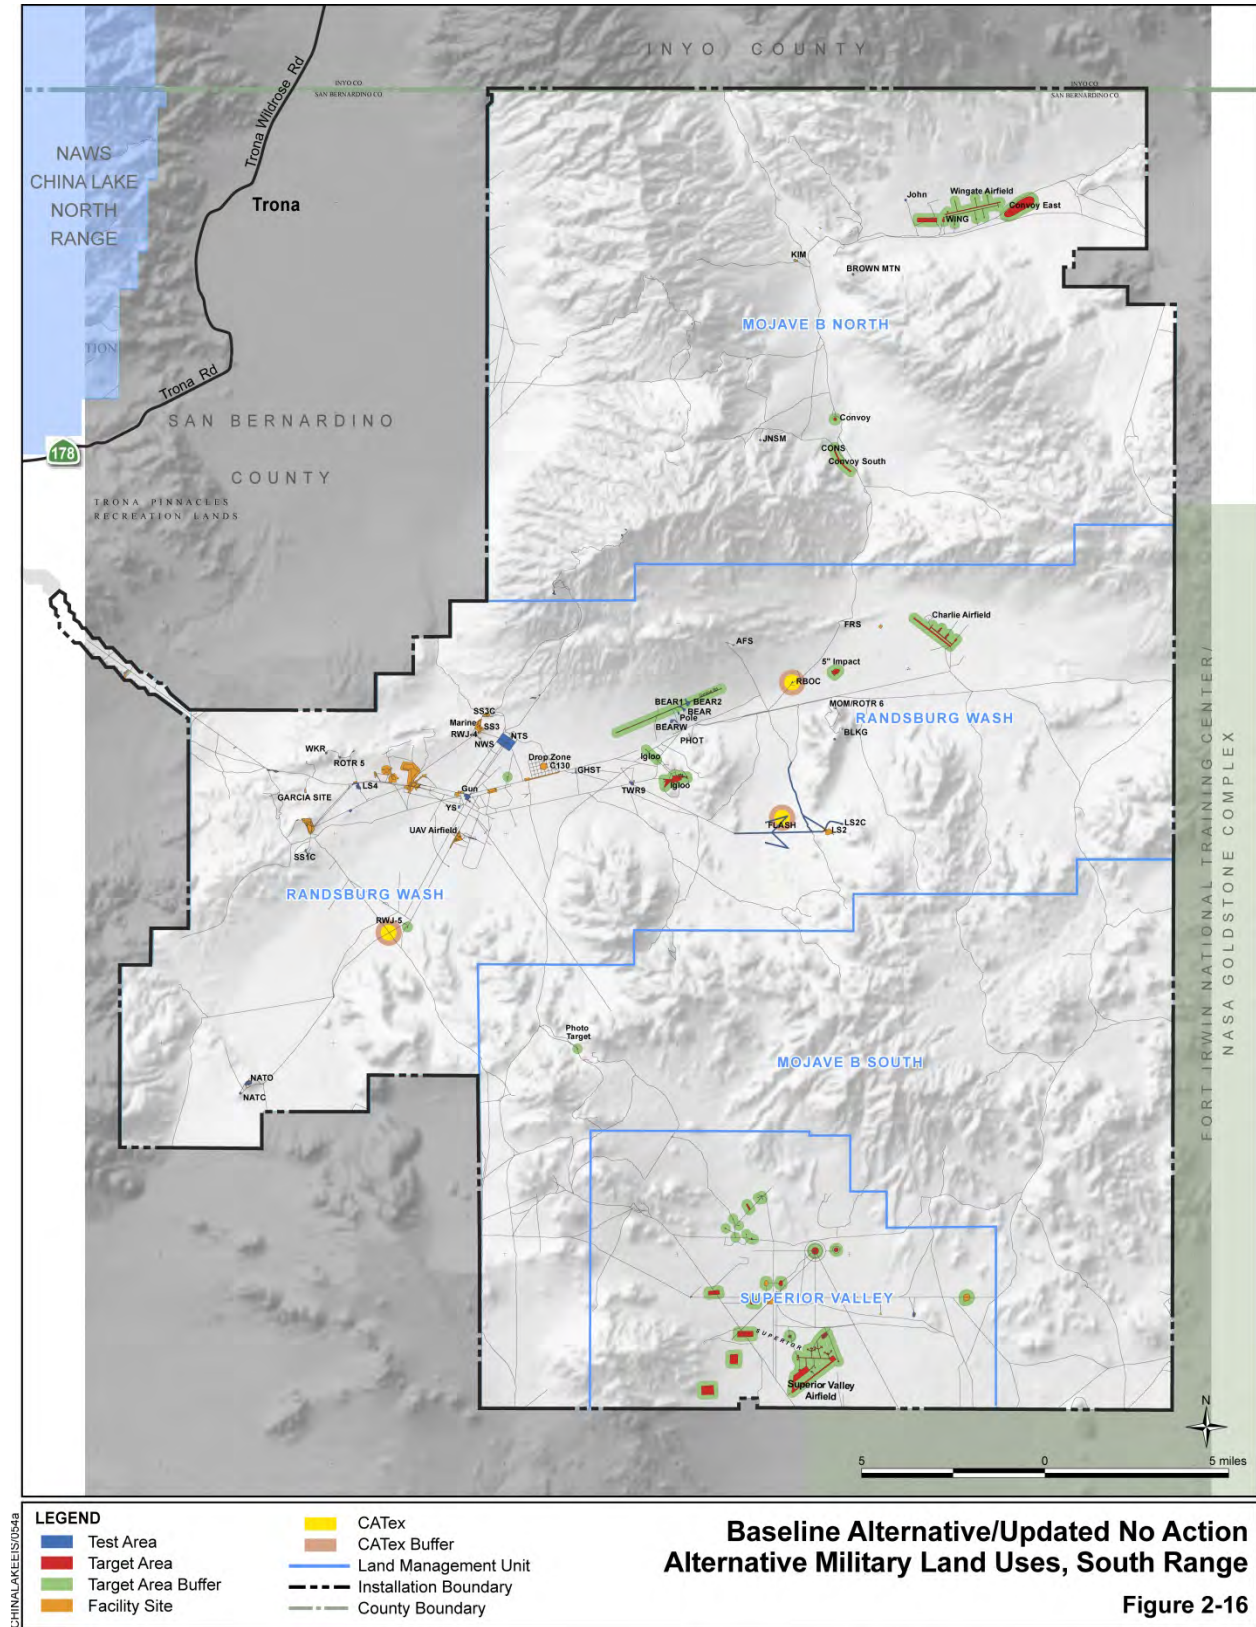 INYO COUNTY
INYO CO
SAN BERNARDINO CO
INYO CO
SAN BERNARDINO CO
Trona Wildrose Rd
NAWS
CHINA LAKE
NORTH
RANGE
Trona
John
Wingate Airfield
WING
Convoy East
KIM
BROWN MTN
MOJAVE B NORTH
TION
Trona Rd
SAN BERNARDINO
COUNTY
178
TRONA PINNACLES
RECREATION LANDS
Convoy
JNSM
CONS
Convoy South
Charlie Airfield
FRS
AFS
5" Impact
RBOC
BEAR1
BEAR2
BEAR
Pole
BEARW
PHOT
MOM/ROTR 6
RANDSBURG WASH
BLKG
SS3C
Marine
SS3
RWJ-4
NWS
NTS
WKR
ROTR 5
Drop Zone
C130
GHST
Igloo
Igloo
TWR9
LS4
GARCIA SITE
Gun
YS
UAV Airfield
FLASH
LS2C
LS2
SS1C
RANDSBURG WASH
RWJ-5
FORT IRWIN NATIONAL TRAINING CENTER/
NASA GOLDSTONE COMPLEX
Photo
Target
MOJAVE B SOUTH
NATO
NATC
SUPERIOR VALLEY
SUPERIOR
Superior Valley
Airfield
N
5 0 5 miles
CHINALAKEEIS/054a
LEGEND
Test Area
Target Area
Target Area Buffer
Facility Site
CATex
CATex Buffer
Land Management Unit
Installation Boundary
County Boundary
Baseline Alternative/Updated No Action
Alternative Military Land Uses, South Range
Figure 2-16